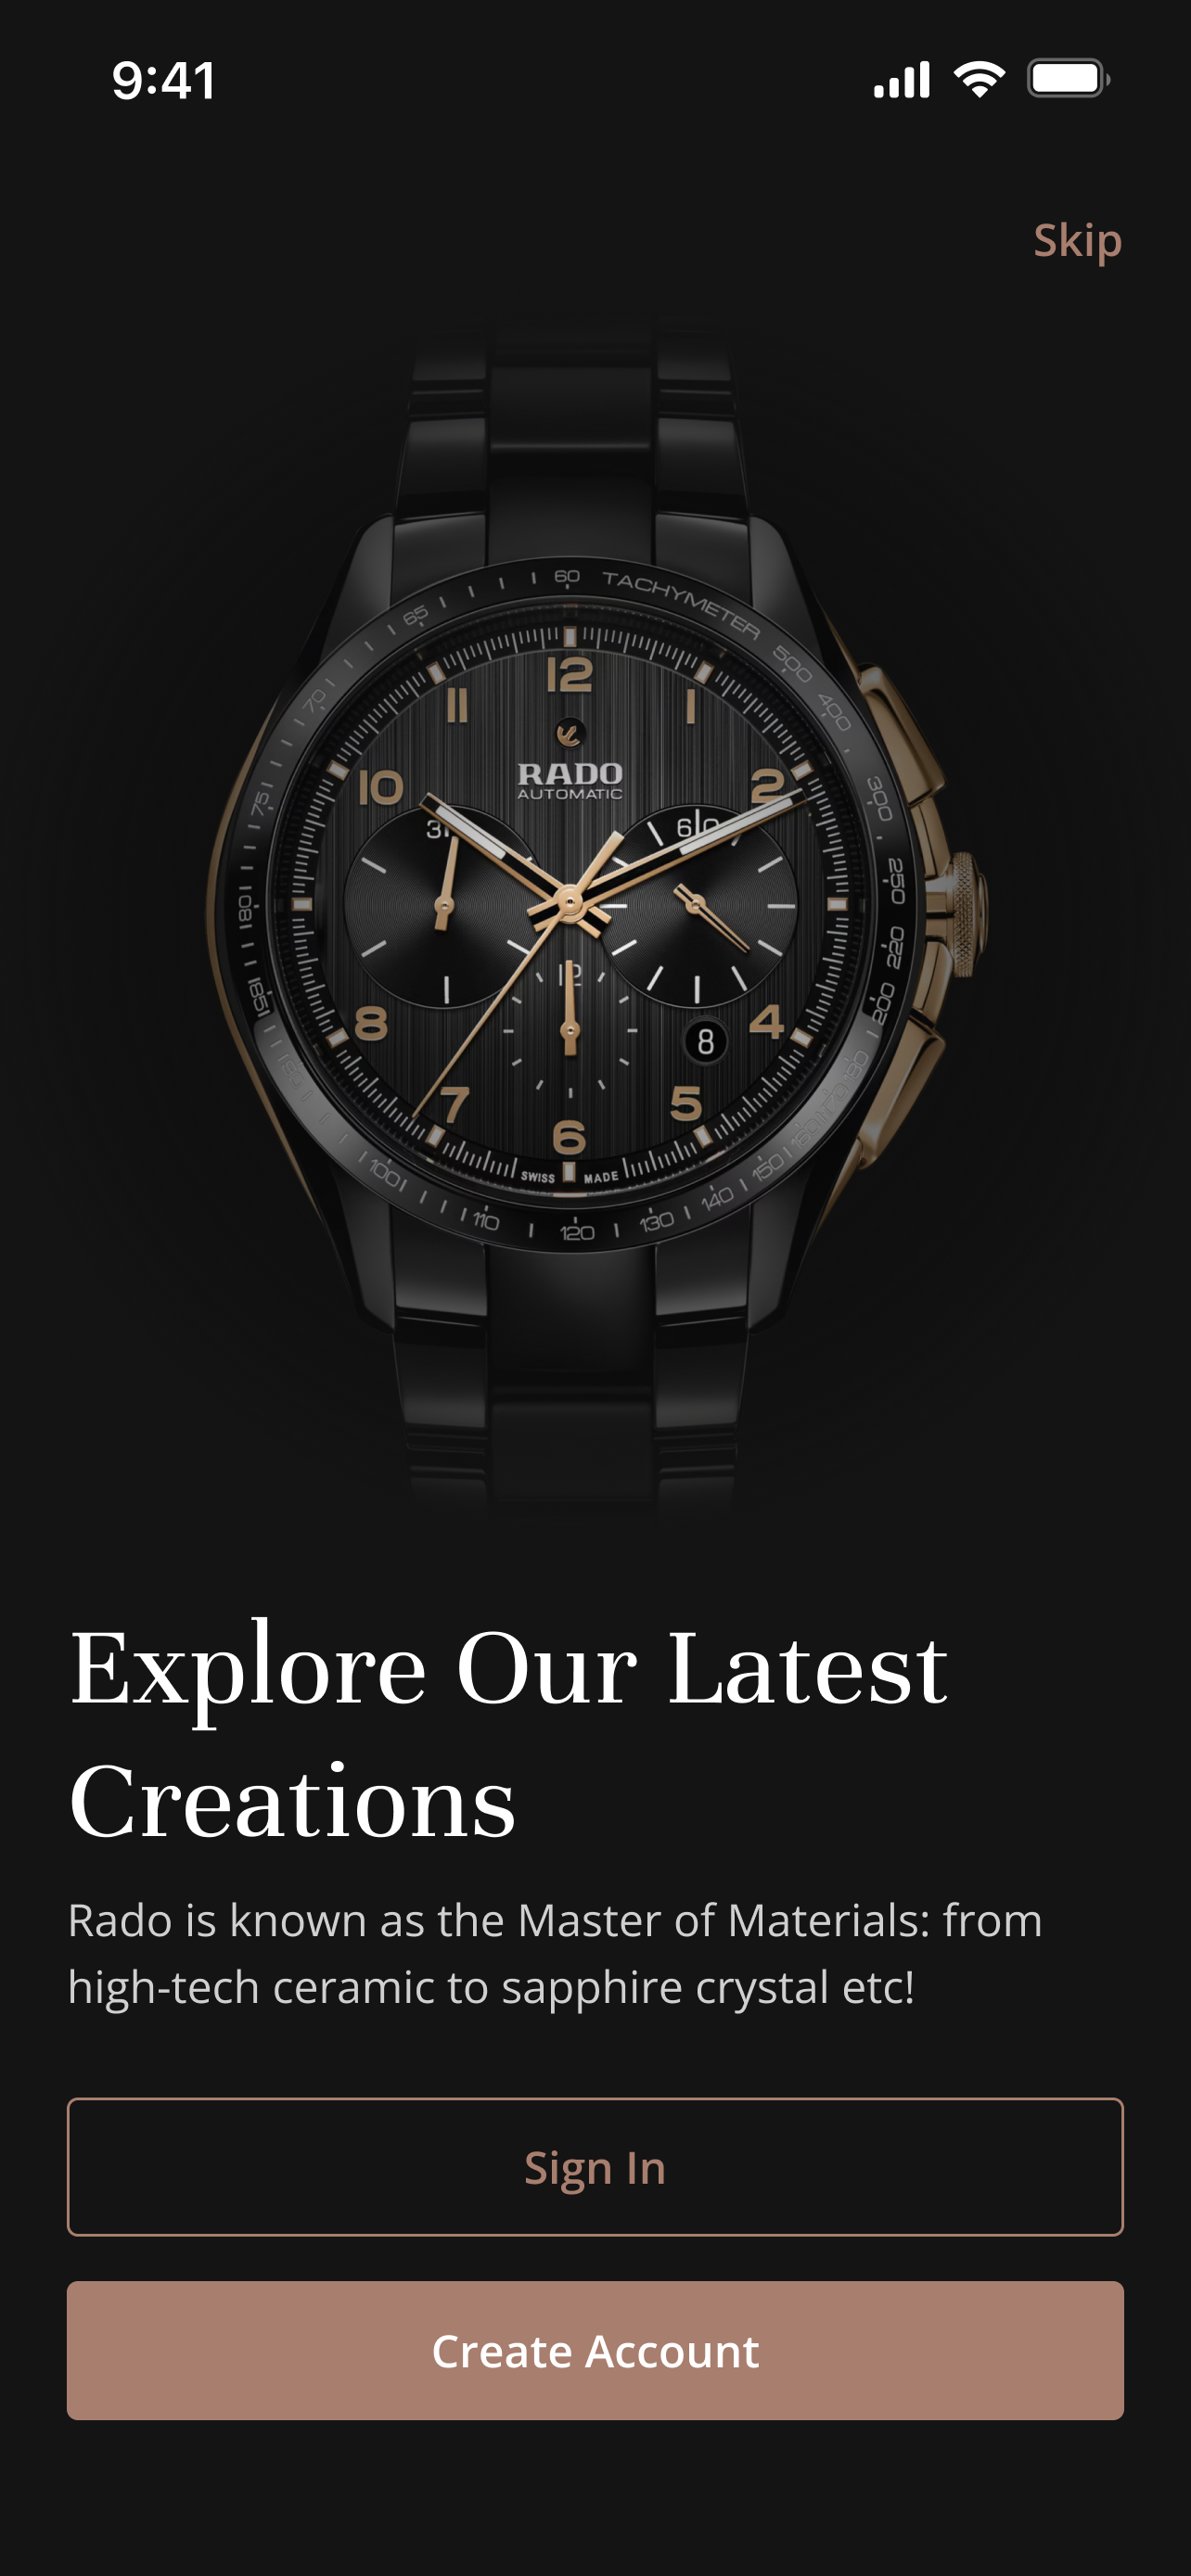 9:41
Skip
60 TACHYMETER
65
500
70
400
12
11 1
RADO
AUTOMATIC
10 2
75
300
60
250
180
220
185
200
8 8 4
7 5
6
SWISS MADE
100
150
140
110
130
120
Explore Our Latest
Creations
Rado is known as the Master of Materials: from
high-tech ceramic to sapphire crystal etc!
Sign In
Create Account